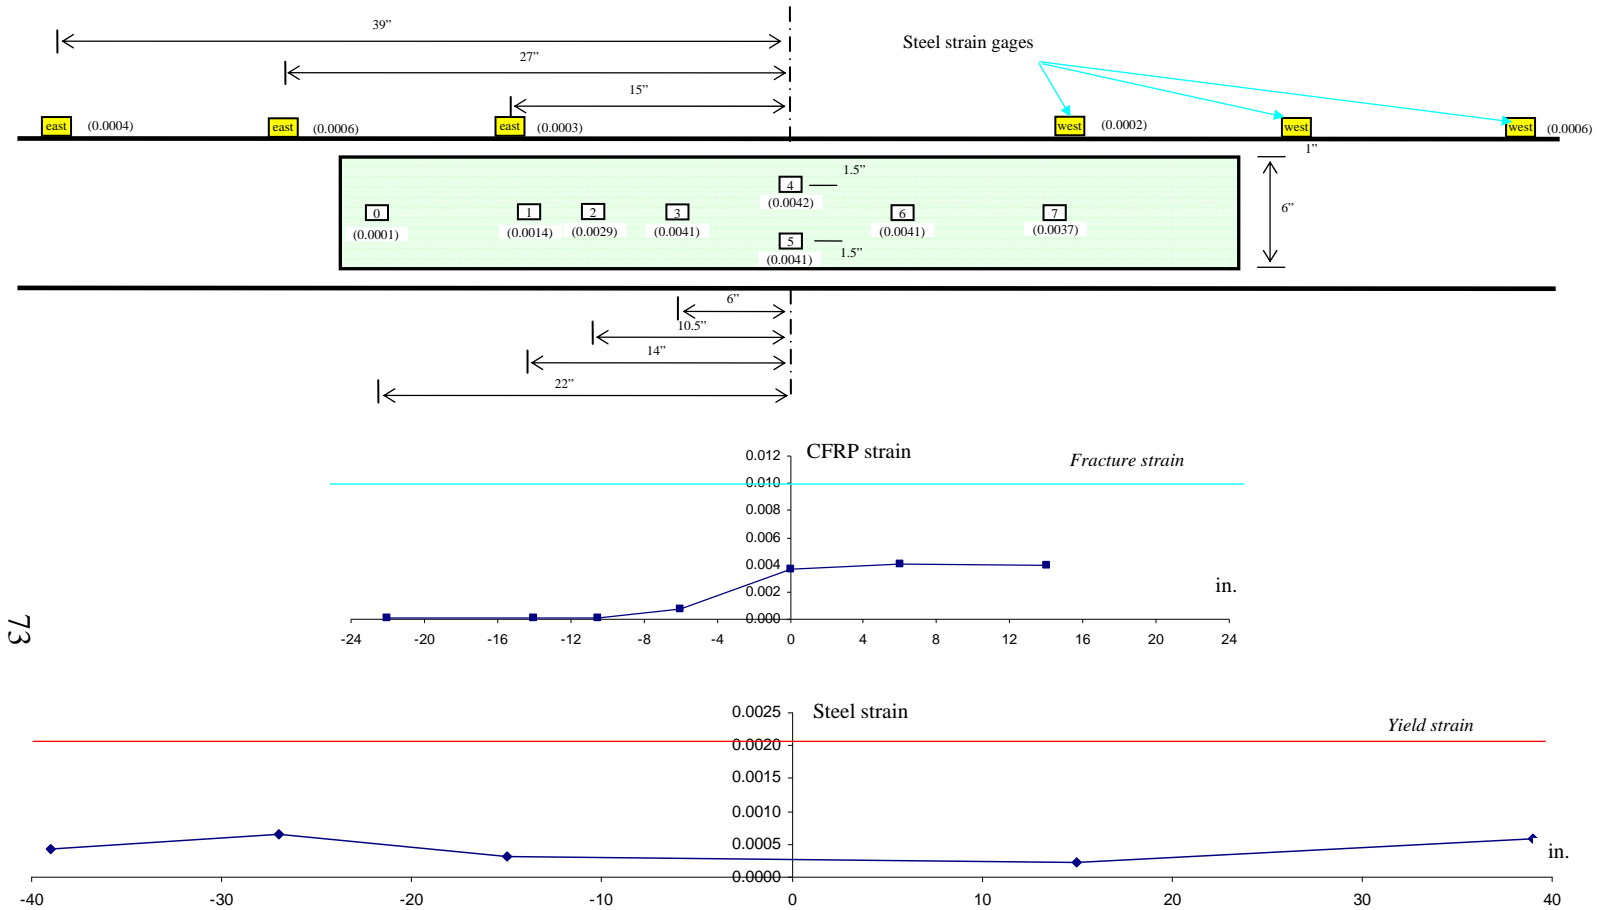 39”
27”
Steel strain gages
15”
east (0.0004) east (0.0006) east (0.0003) west (0.0002) west west (0.0006)
1”
1.5”
4
(0.0042)
0 1 2 3 6 7
6”
(0.0001) (0.0014) (0.0029) (0.0041) (0.0041) (0.0037)
5
1.5”
(0.0041)
6”
10.5”
14”
22”
CFRP strain
Fracture strain
0.012
0.010
0.008
0.006
0.004
0.002
0.000
in.
-24 -20 -16 -12 -8 -4 0 4 8 12 16 20 24
73
Steel strain
Yield strain
0.0025
0.0020
0.0015
0.0010
0.0005
0.0000
in.
-40 -30 -20 -10 0 10 20 30 40